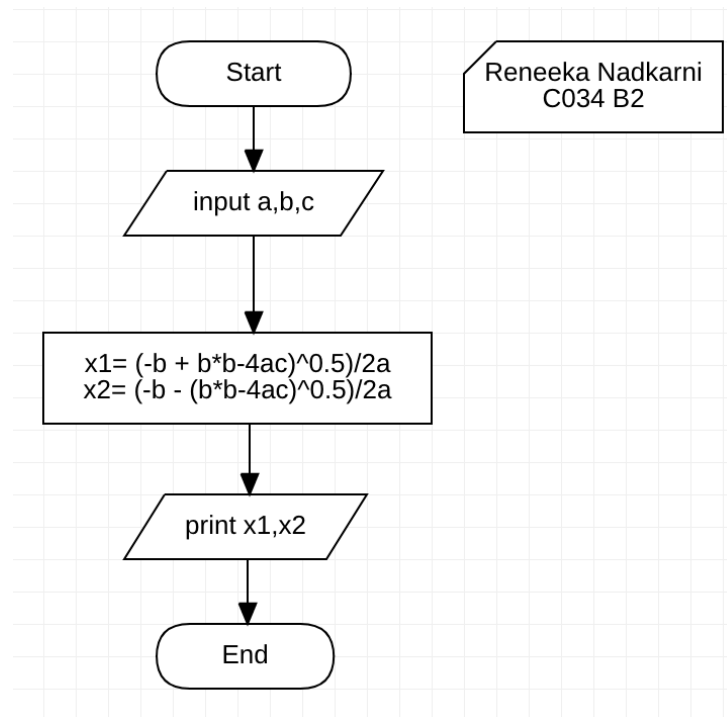 Start
Reneeka Nadkarni
C034 B2
input a,b,c
x1= (-b + b*b-4ac)^0.5)/2a
x2= (-b - (b*b-4ac)^0.5)/2a
print x1,x2
End